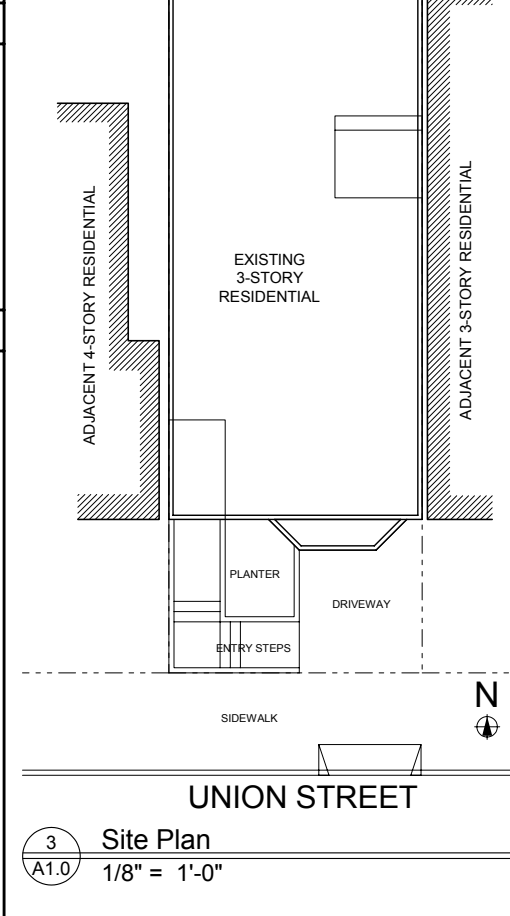 ADJACENT 4-STORY RESIDENTIAL
EXISTING
3-STORY
RESIDENTIAL
ADJACENT 3-STORY RESIDENTIAL
PLANTER
DRIVEWAY
ENTRY STEPS
N
SIDEWALK
UNION STREET
3
A1.0
Site Plan
1/8" = 1'-0"